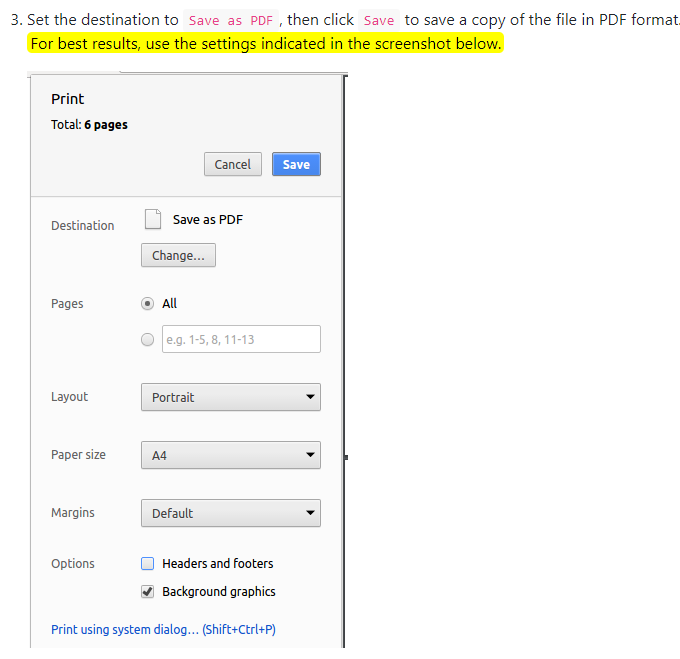 3. Set the destination to Save as PDF , then click Save to save a copy of the file in PDF format.
For best results, use the settings indicated in the screenshot below.
Print
Total: 6 pages
Cancel Save
Destination Save as PDF
Change...
Pages All
e.g. 1-5, 8, 11-13
Layout Portrait
Paper size A4
Margins Default
Options Headers and footers
Background graphics
Print using system dialog... (Shift+Ctrl+P)